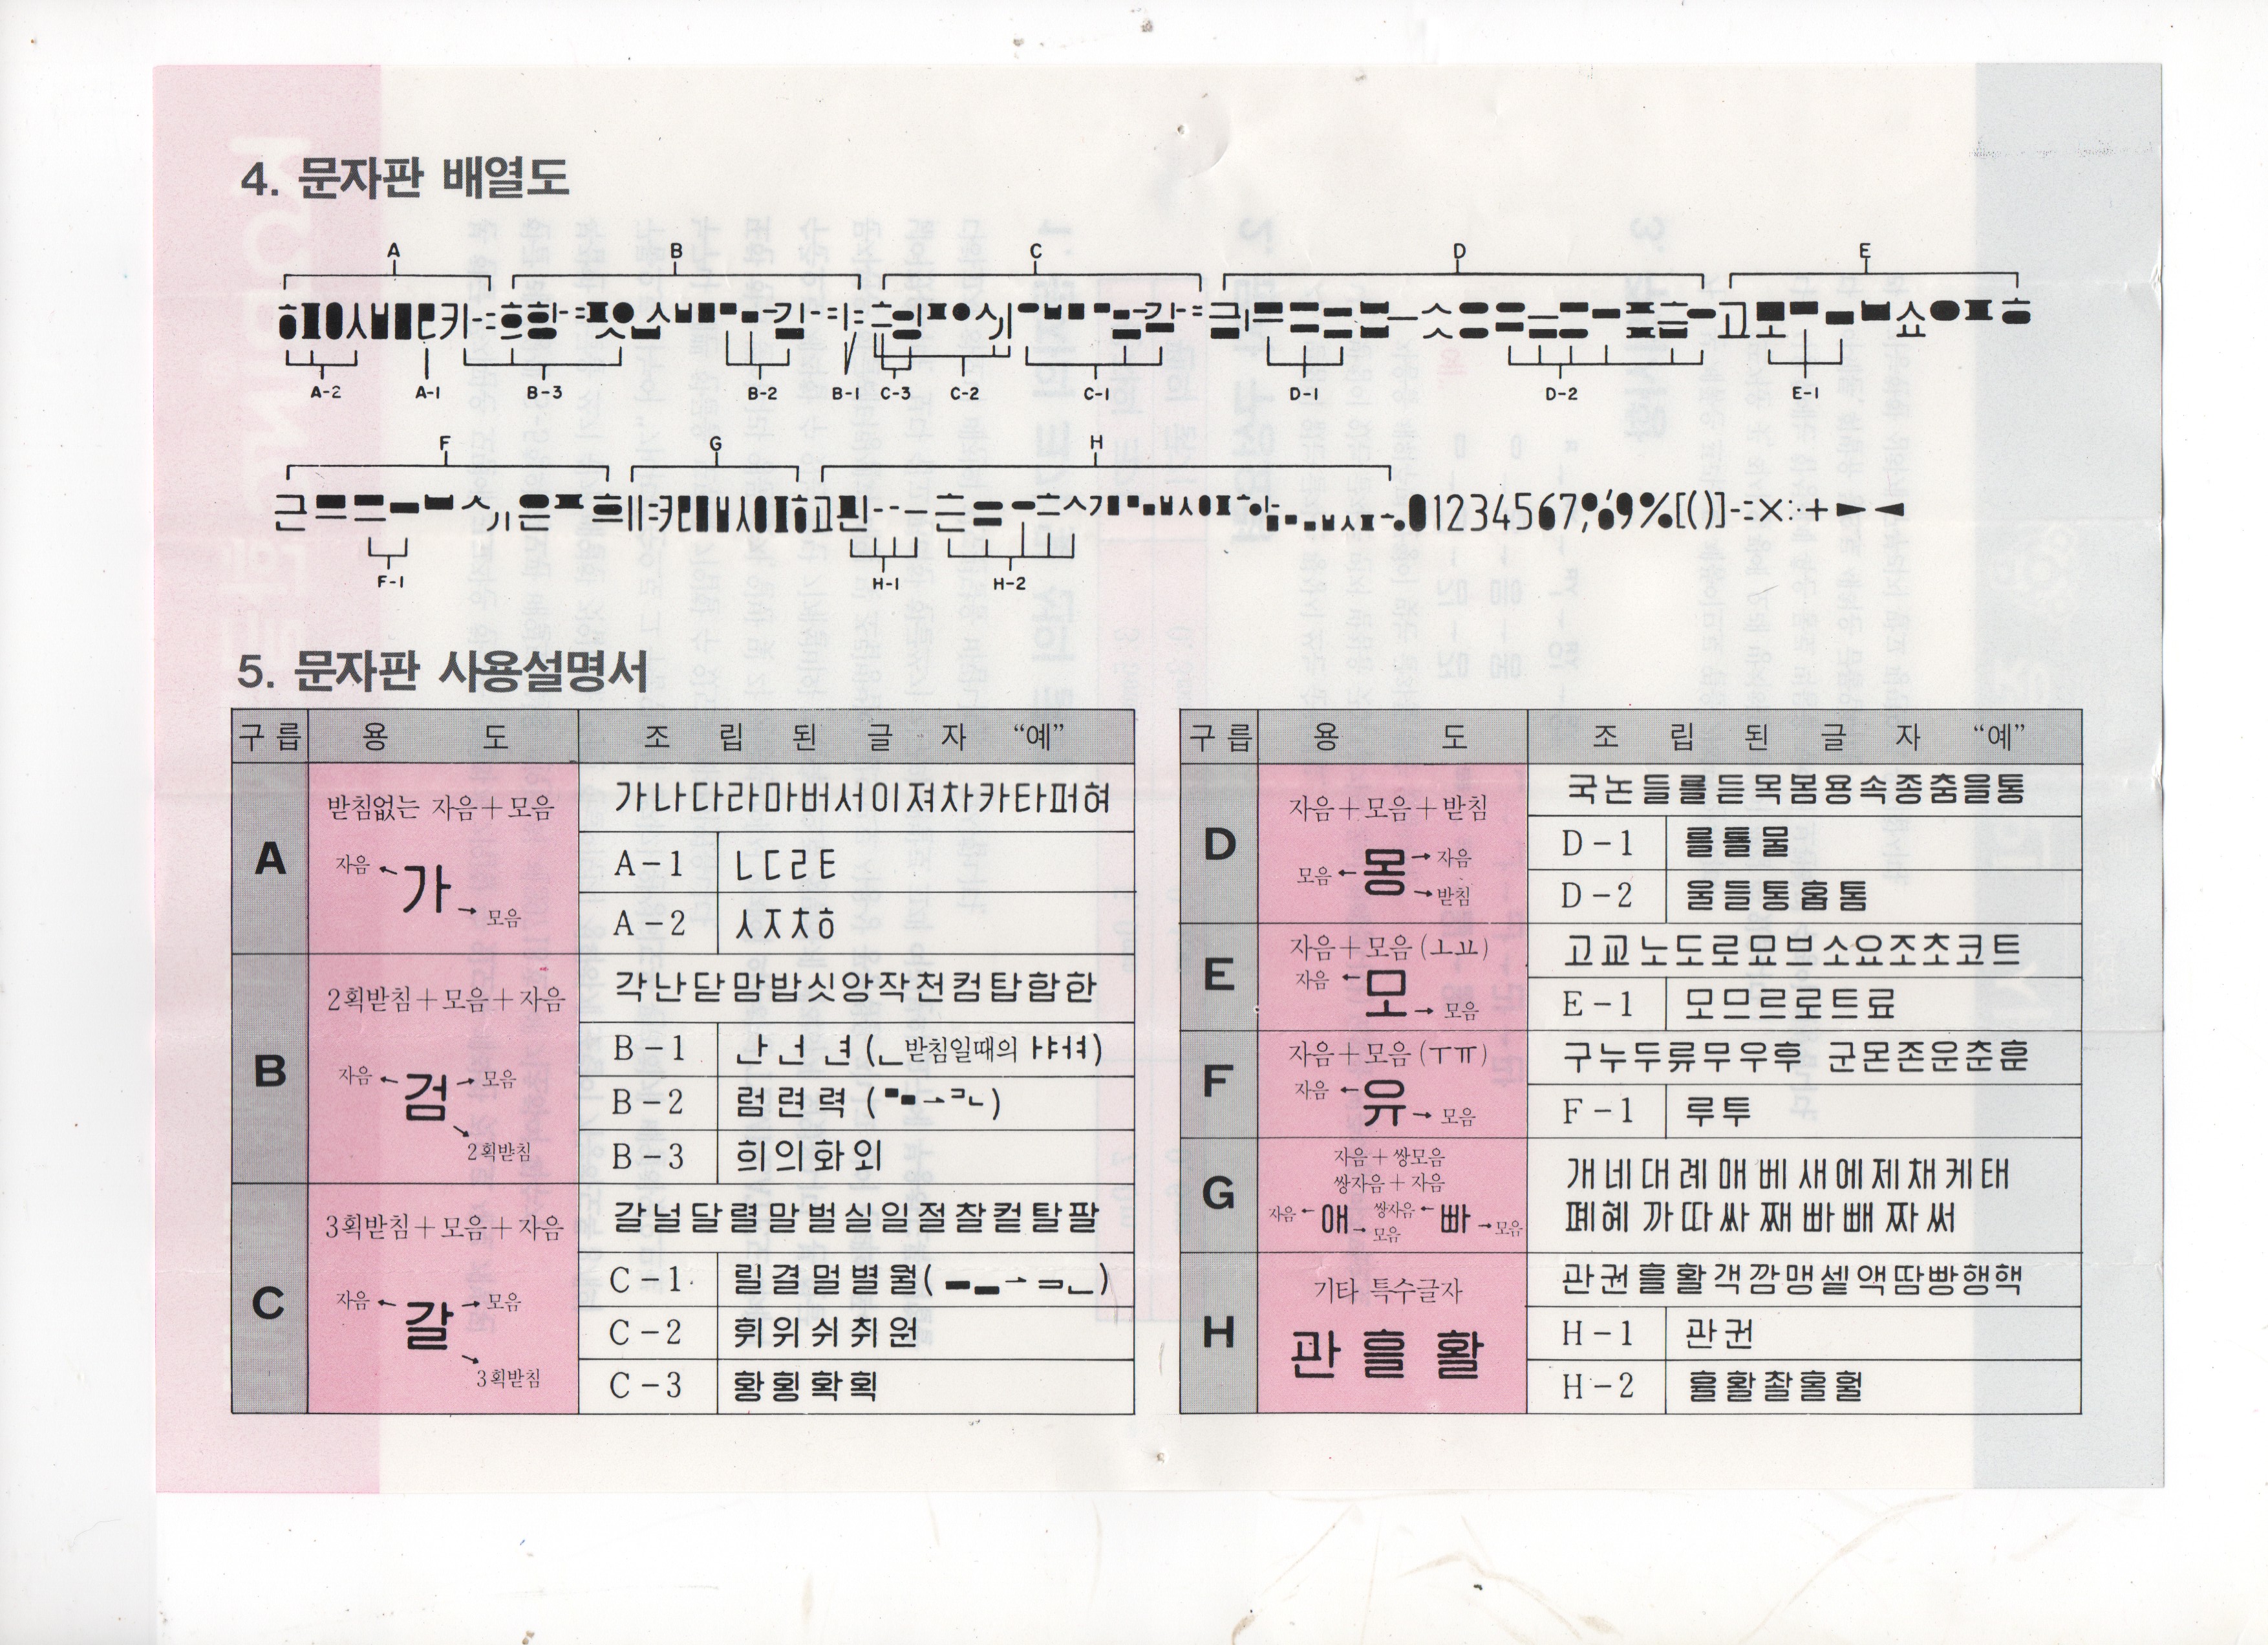 4. 문자판 배열도
A B C D E
A-2 A-1 B-3 B-2 B-1 C-3 C-2 C-1 D-1 D-2 E-1
F G H
01234567;%[()]-=×:+
F-1 H-1 H-2
5. 문자판 사용설명서
구릅 용 도 조 립 된 글 자 “예”
A
받침없는 자음+모음
자음 가 모음
가나다라마버서이져차카타퍼혀
A-1 ㄴㄷㄹㅌ
A-2 ㅅㅈㅊㅎ
B
2획받침+모음+자음
자음 검 모음
2획받침
각난닫맘밥싯앙작천컴탑합한
B-1 난 넌 년 (ㄴ받침일때의 ㅏㅑㅓㅕ)
B-2 럼 련 력
B-3 희의화외
C
3획받침+모음+자음
자음 갈 모음
3획받침
갈널달렬말벌실일절찰컬탈팔
C-1 릴결멀별월
C-2 휘위쉬취원
C-3 황횡확획
구릅 용 도 조 립 된 글 자 “예”
D
자음+모음+받침
모음 몽 자음
받침
국논들를듣목봄용속종춤을통
D-1 를틀물
D-2 울들통홈톰
E
자음+모음(ㅗㅛ)
자음 모 모음
고교노도로묘브소요조초코트
E-1 모므르로트료
F
자음+모음(ㅜㅠ)
자음 유 모음
구누두류무우후 군몬존운춘훈
F-1 루투
G
자음+쌍모음
쌍자음+자음
자음 애 모음 쌍자음 빠 모음
개네대례매베새에제채케태
폐혜까따싸째빠빼짜써
H
기타 특수글자
관 흘 활
관권흘활객깜맹셑액땀빵행핵
H-1 관권
H-2 휼활촬홀훨